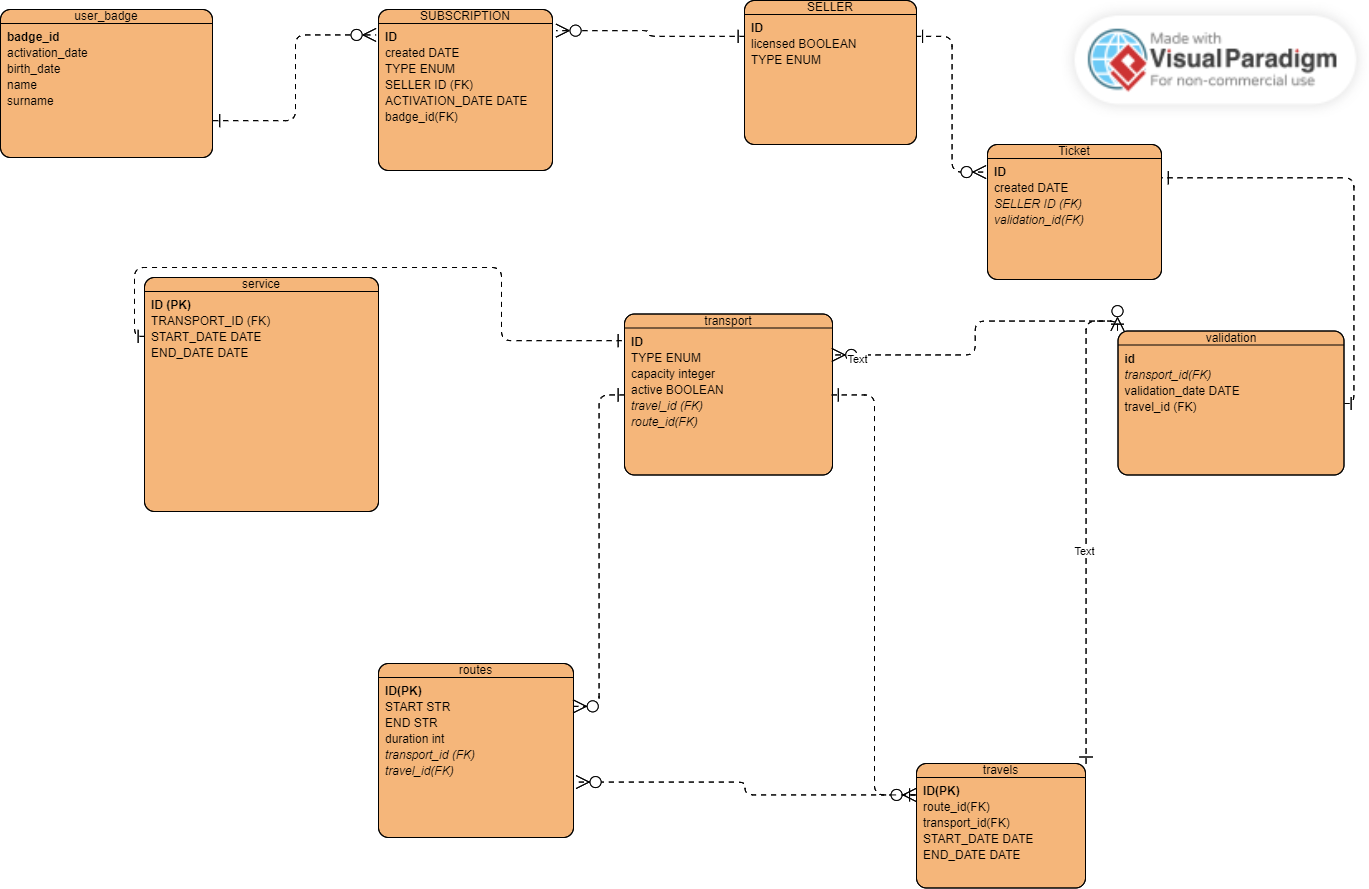 user_badge
badge_id
activation_date
birth_date
name
surname
SUBSCRIPTION
ID
created DATE
TYPE ENUM
SELLER ID (FK)
ACTIVATION_DATE DATE
badge_id(FK)
SELLER
ID
licensed BOOLEAN
TYPE ENUM
Made with
Visual Paradigm
For non-commercial use
Ticket
ID
created DATE
SELLER ID (FK)
validation_id(FK)
service
ID (PK)
TRANSPORT_ID (FK)
START_DATE DATE
END_DATE DATE
transport
ID
TYPE ENUM
capacity integer
active BOOLEAN
travel_id (FK)
route_id(FK)
Text
validation
id
transport_id(FK)
validation_date DATE
travel_id (FK)
Text
routes
ID(PK)
START STR
END STR
duration int
transport_id (FK)
travel_id(FK)
travels
ID(PK)
route_id(FK)
transport_id(FK)
START_DATE DATE
END_DATE DATE